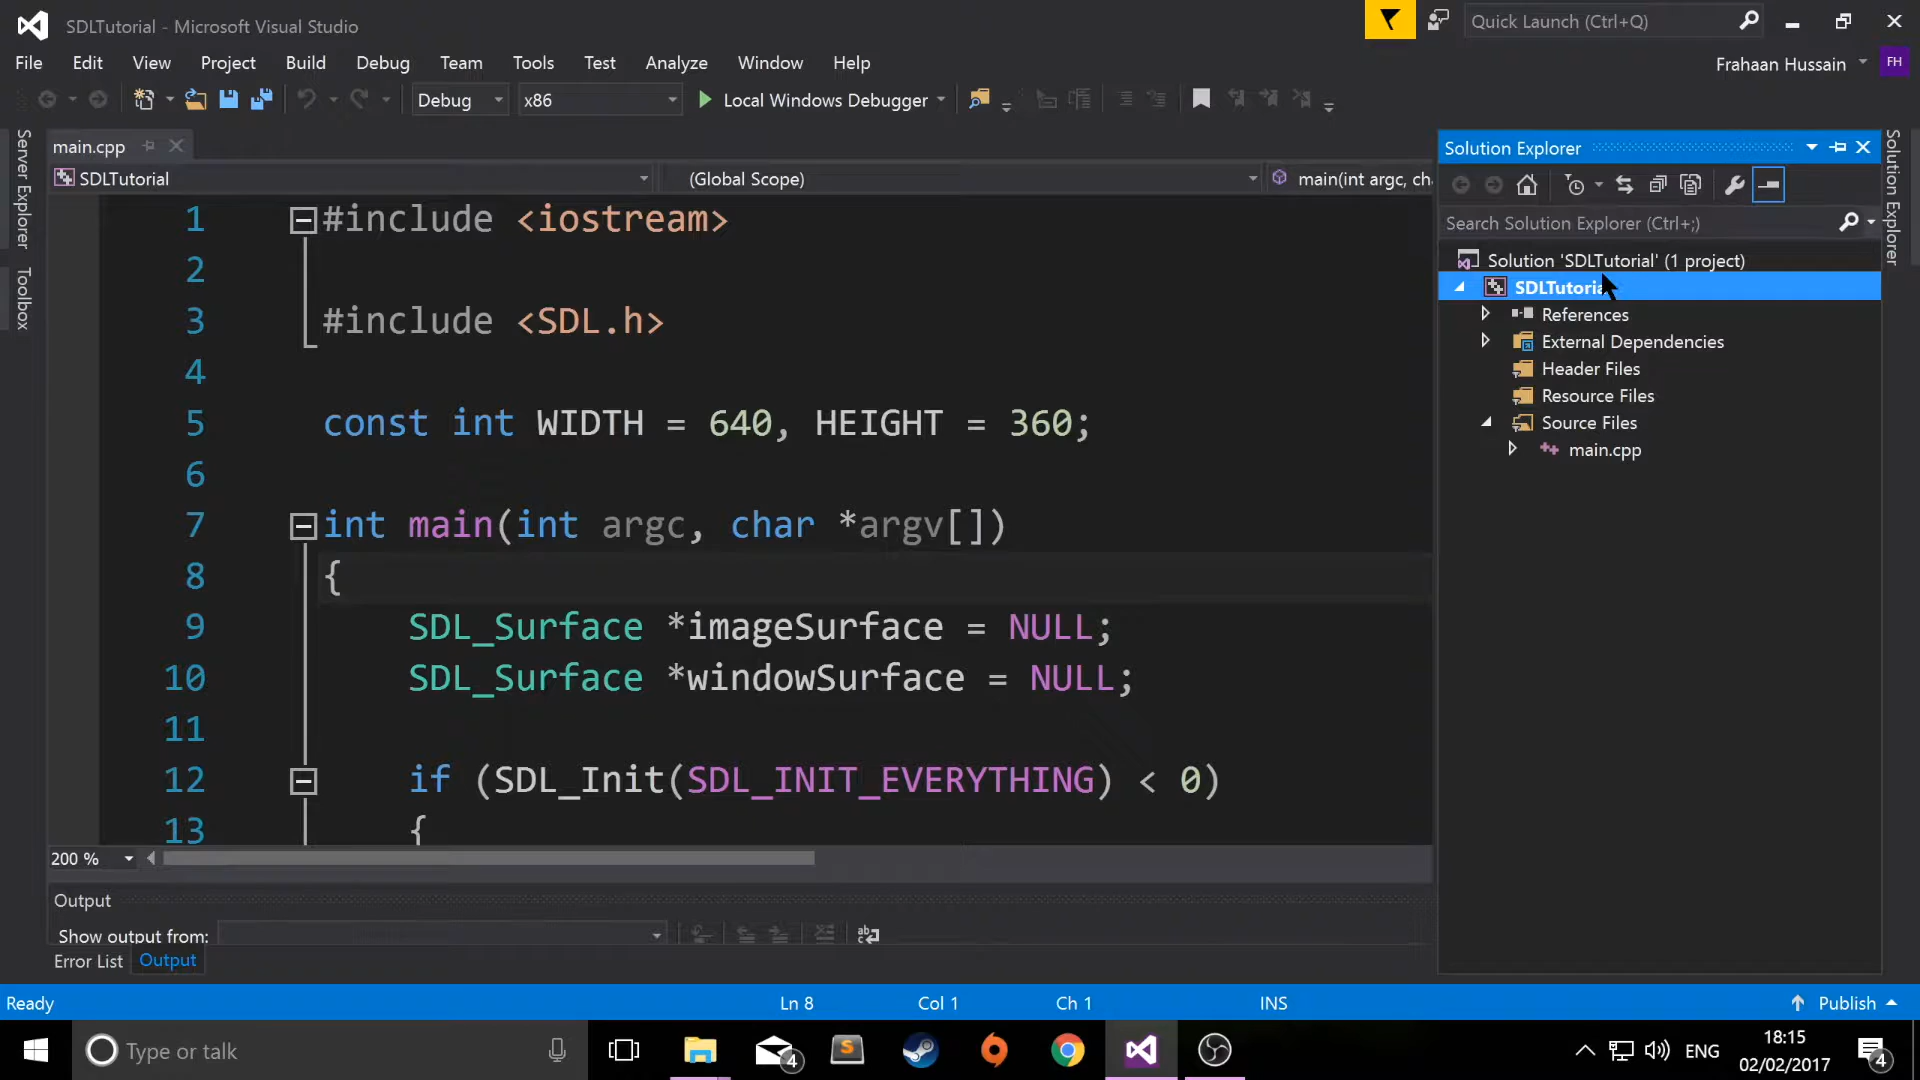 SDLTutorial - Microsoft Visual Studio
Quick Launch (Ctrl+Q)
File Edit View Project Build Debug Team Tools Test Analyze Window Help
Frahaan Hussain FH
Debug x86 Local Windows Debugger
Server Explorer
Toolbox
main.cpp
SDLTutorial (Global Scope) main(int argc, ch
1 #include <iostream>
2
3 #include <SDL.h>
4
5 const int WIDTH = 640, HEIGHT = 360;
6
7 int main(int argc, char *argv[])
8 {
9 SDL_Surface *imageSurface = NULL;
10 SDL_Surface *windowSurface = NULL;
11
12 if (SDL_Init(SDL_INIT_EVERYTHING) < 0)
13 {
200 %
Output
Show output from:
Error List Output
Solution Explorer
Search Solution Explorer (Ctrl+;)
Solution 'SDLTutorial' (1 project)
SDLTutoria
References
External Dependencies
Header Files
Resource Files
Source Files
main.cpp
Solution Explorer
Ready Ln 8 Col 1 Ch 1 INS Publish
Type or talk
4
S
ENG
18:15
02/02/2017
4